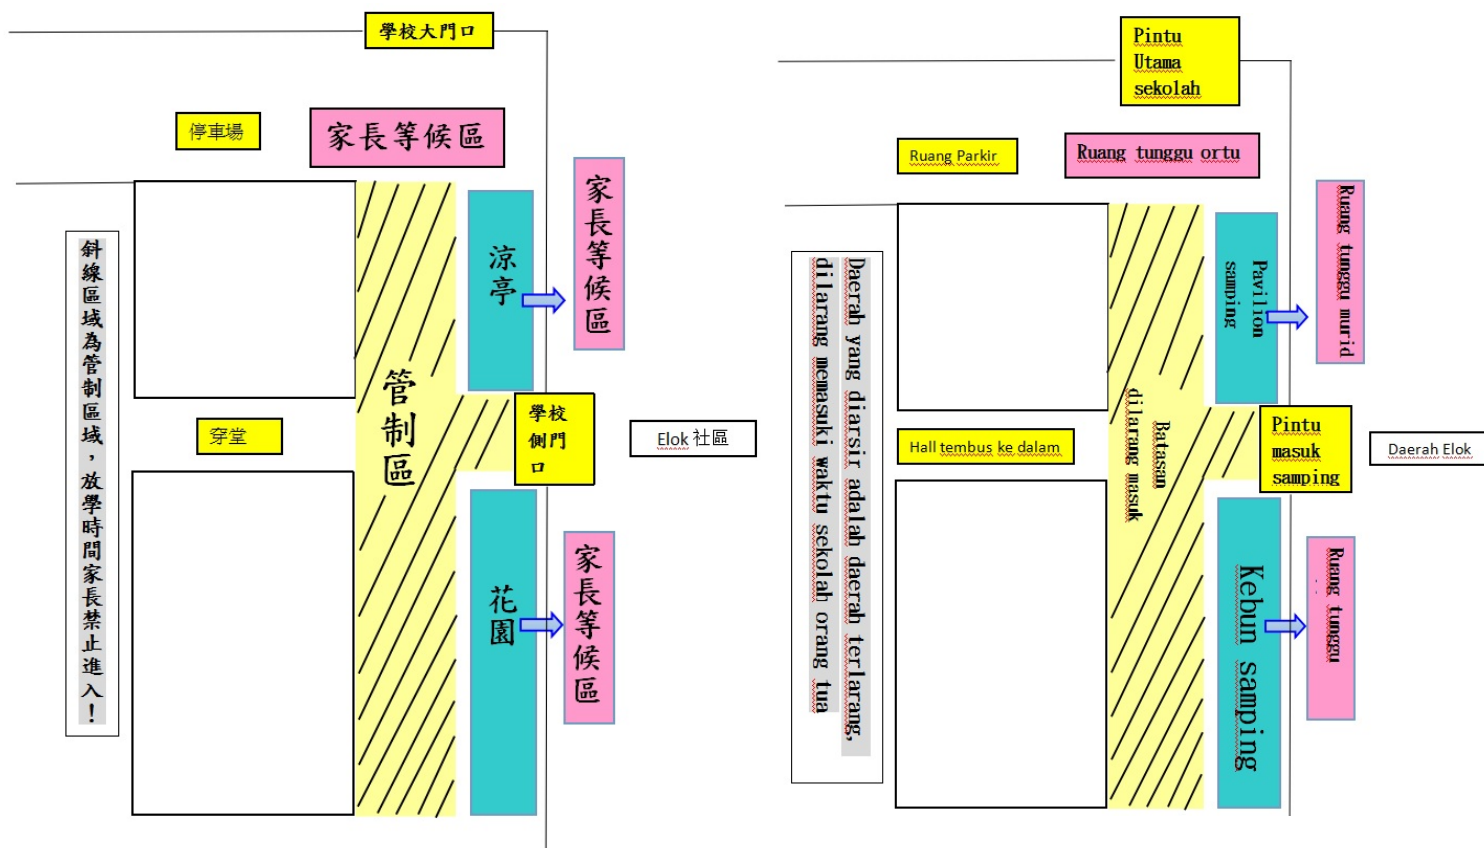 學校大門口
停車場
家長等候區
家長等候區
涼亭
斜線區域為管制區域，放學時間家長禁止進入！
管制區
穿堂
學校
側門
口
Elok 社區
花園
家長等候區
Pintu
Utama
sekolah
Ruang Parkir
Ruang tunggu ortu
Ruang tunggu murid
Pavilion
samping
Daerah yang diarsir adalah daerah terlarang,
dilarang memasuki waktu sekolah orang tua
Batasan
dilarang masuk
Hall tembus ke dalam
Pintu
masuk
samping
Daerah Elok
Kebun samping
Ruang tunggu